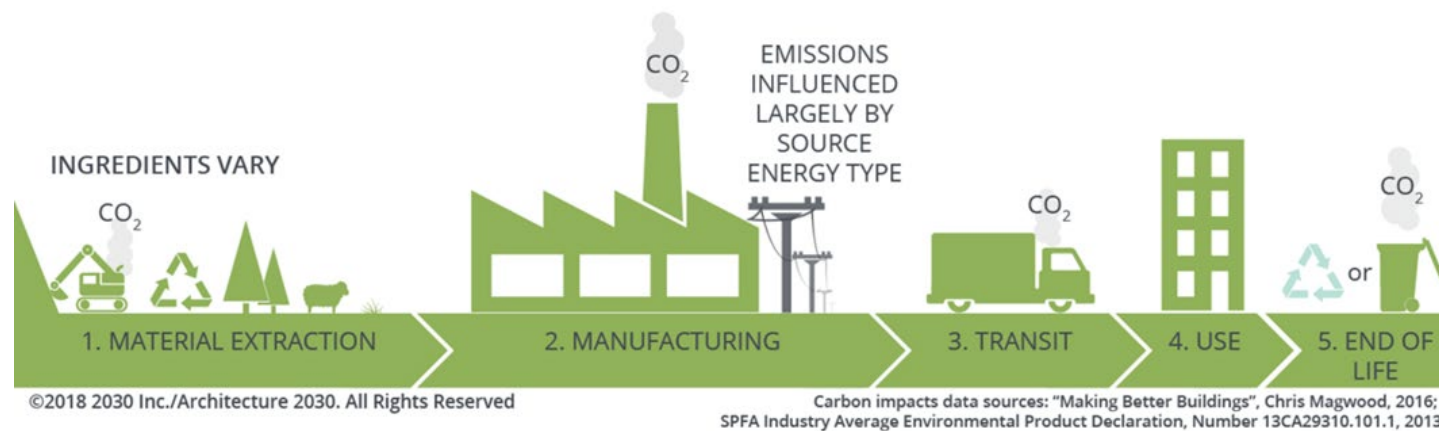 CO₂
EMISSIONS
INFLUENCED
LARGELY BY
SOURCE
ENERGY TYPE
INGREDIENTS VARY
CO₂
CO₂
CO₂
or
1. MATERIAL EXTRACTION
2. MANUFACTURING
3. TRANSIT
4. USE
5. END OF
LIFE
©2018 2030 Inc./Architecture 2030. All Rights Reserved
Carbon impacts data sources: “Making Better Buildings”, Chris Magwood, 2016;
SPFA Industry Average Environmental Product Declaration, Number 13CA29310.101.1, 2013